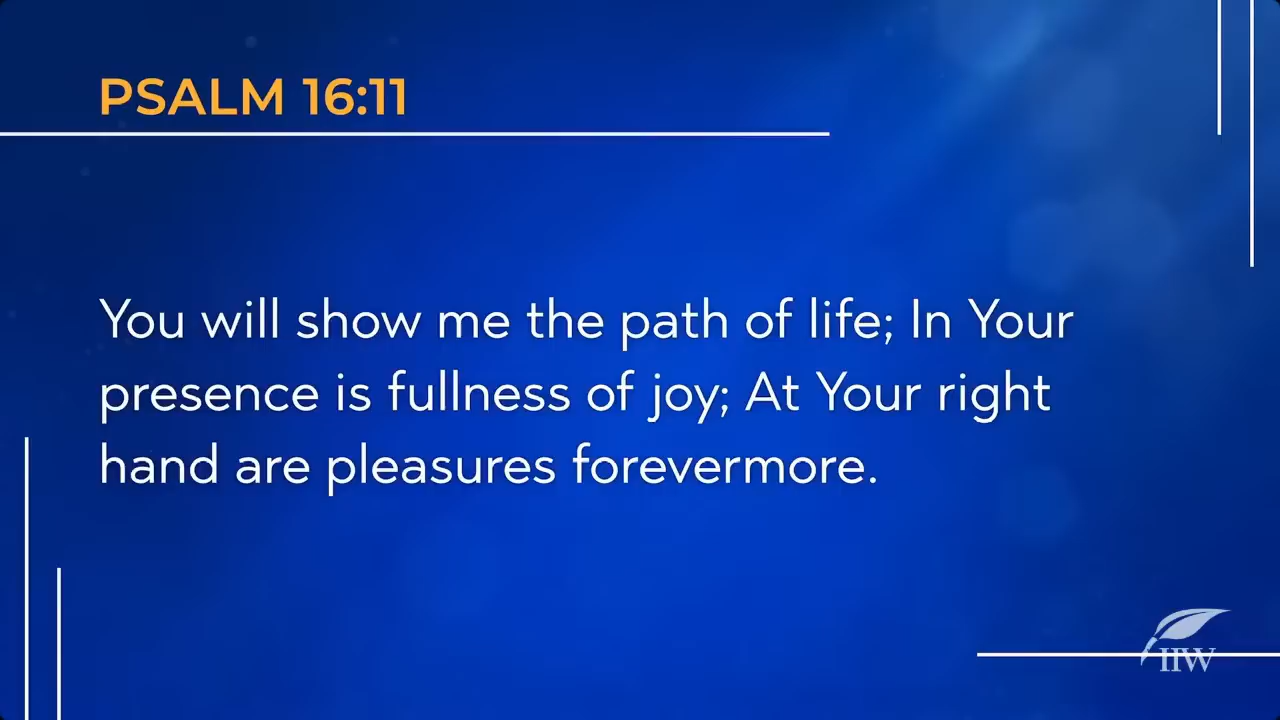 PSALM 16:11
You will show me the path of life; In Your
presence is fullness of joy; At Your right
hand are pleasures forevermore.
IIW